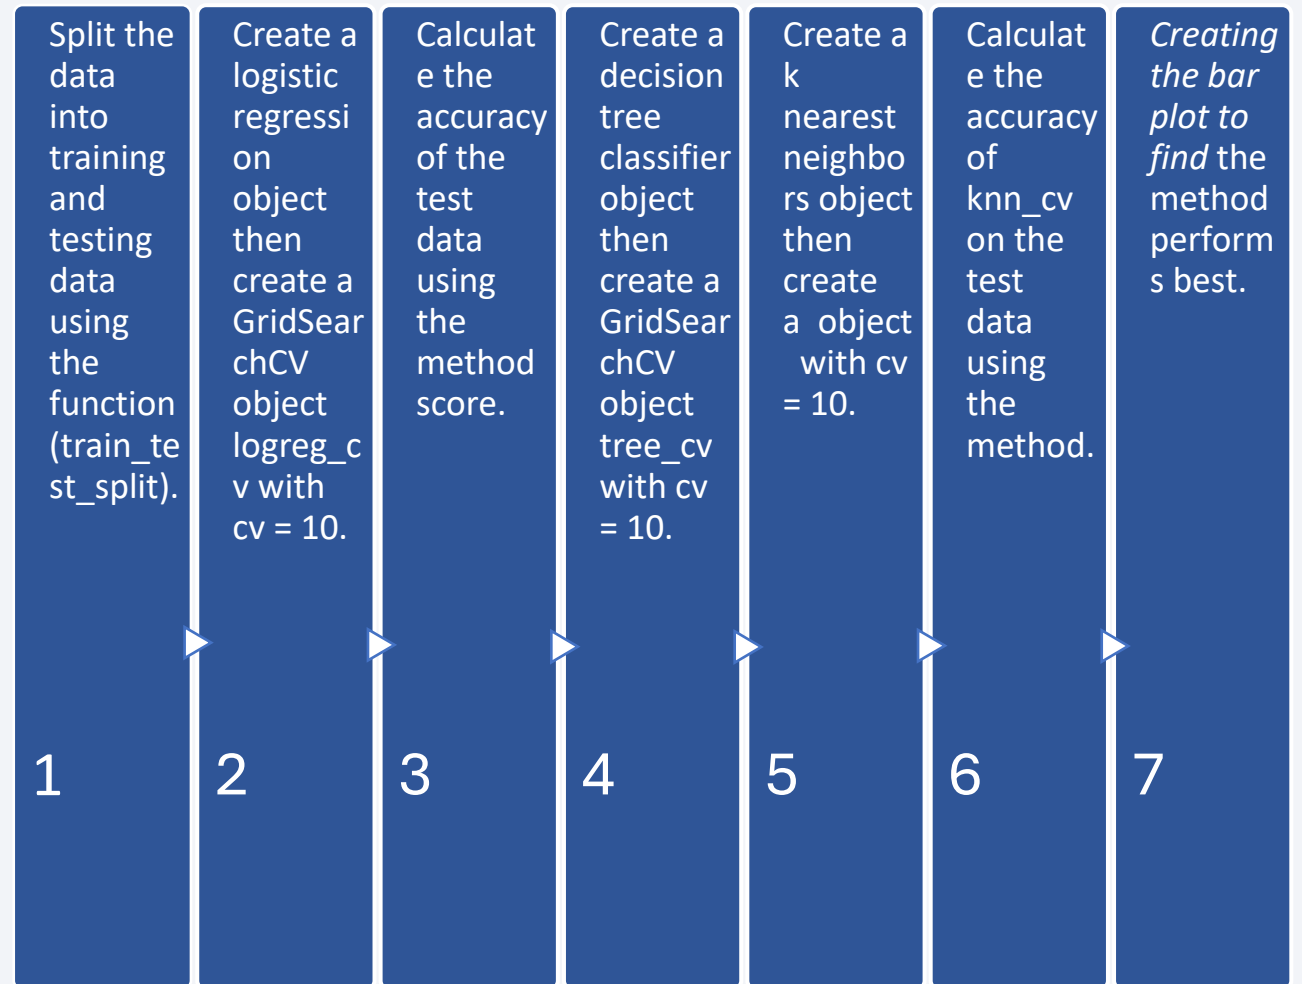 Split the
data
into
training
and
testing
data
using
the
function
(train_te
st_split).
1
Create a
logistic
regressi
on
object
then
create a
GridSear
chCV
object
logreg_c
v with
cv = 10.
2
Calculat
e the
accuracy
of the
test
data
using
the
method
score.
3
Create a
decision
tree
classifier
object
then
create a
GridSear
chCV
object
tree_cv
with cv
= 10.
4
Create a
k
nearest
neighbo
rs object
then
create
a  object
with cv
= 10.
5
Calculat
e the
accuracy
of
knn_cv
on the
test
data
using
the
method.
6
Creating
the bar
plot to
find the
method
perform
s best.
7